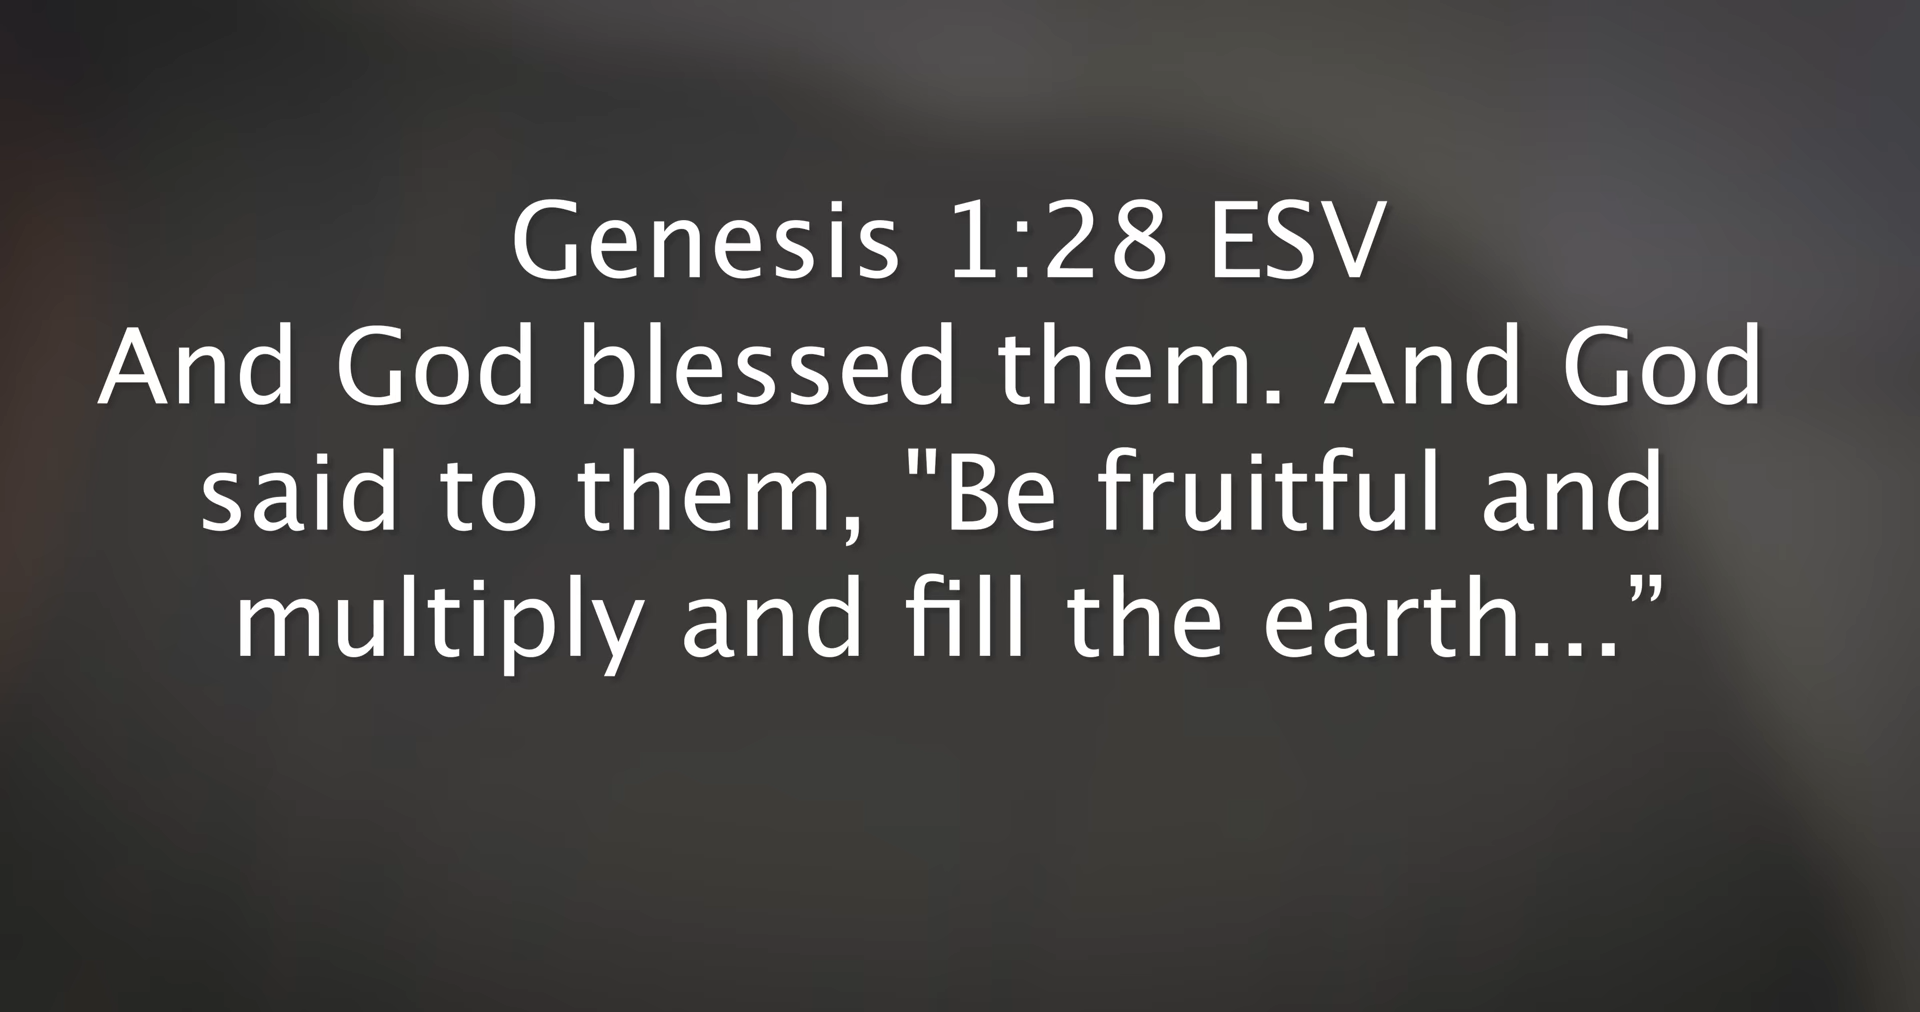 Genesis 1:28 ESV
And God blessed them. And God
said to them, "Be fruitful and
multiply and fill the earth...”